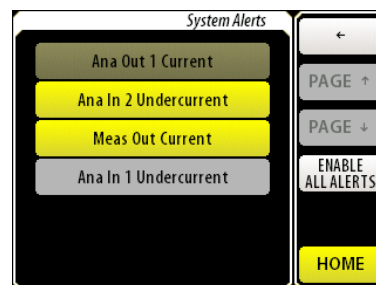 System Alerts
Ana Out 1 Current
Ana In 2 Undercurrent
Meas Out Current
Ana In 1 Undercurrent
←
PAGE ↑
PAGE ↓
ENABLE
ALL ALERTS
HOME